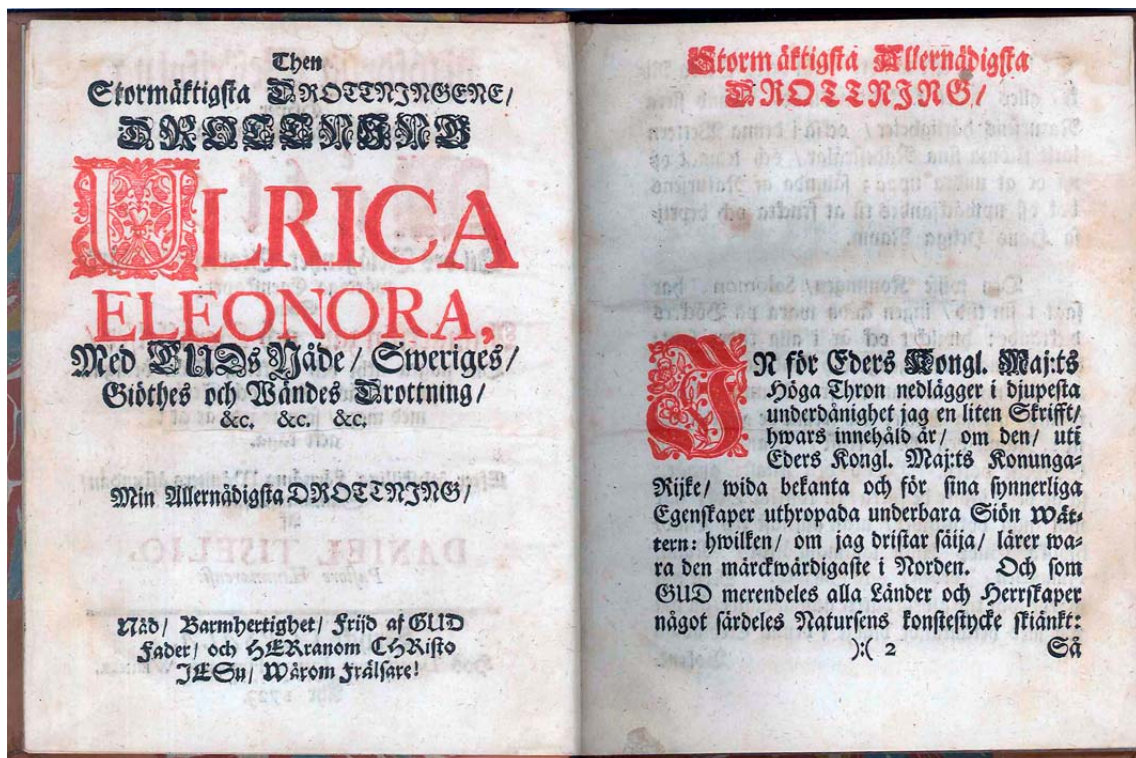 Then
Stormäktigsta DROTTNINGENE/
DROTTNING
ULRICA
ELEONORA,
Med GUDs Nåde/ Sweriges/
Giöthes och Wändes Drottning/
&c. &c. &c.
Min Allernådigsta DROTTNING/
Nåd/ Barmhertighet/ Frijd af GUD
Fader/ och HERranom CHRisto
JESu/ Wårom Frälsare!
Stormäktigsta Allernådigsta
DROTTNING/
IN för Eders Kongl. Maj:ts
Höga Thron nedlägger i djupesta
underdånighet jag en liten Skrifft/
hwars innehåld är/ om den/ uti
Eders Kongl. Maj:ts Konunga-
Rijke/ wida bekanta och för sina synnerliga
Egenskaper uthropada underbara Siön Wät-
tern: hwilken/ om jag dristar säija/ lärer wa-
ra den märckwärdigaste i Norden. Och som
GUD merendeles alla Länder och Herrskaper
något särdeles Natursens konstestycke skiänkt:
):( 2 Så